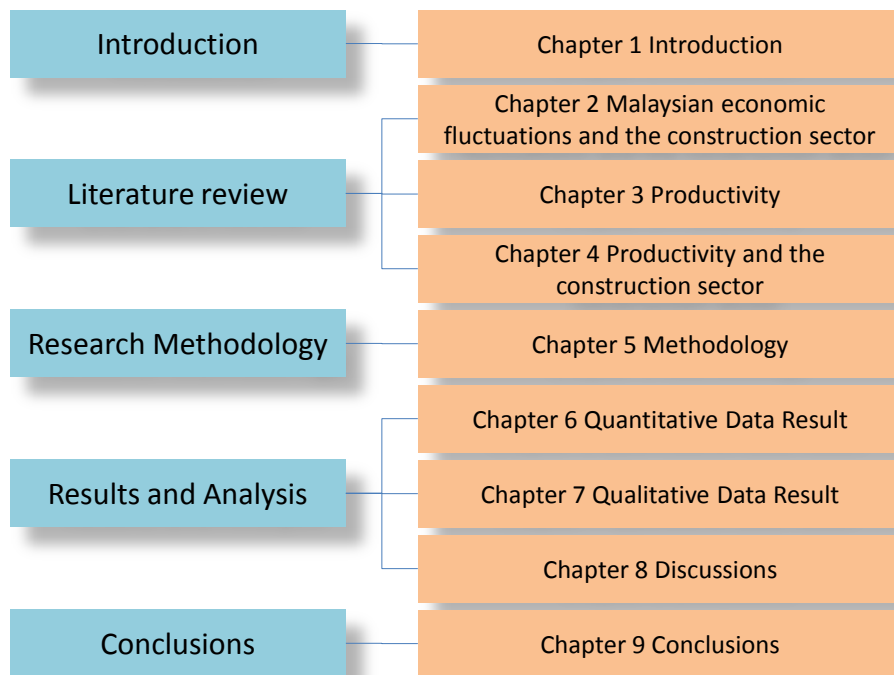 Introduction
Chapter 1 Introduction
Chapter 2 Malaysian economic
fluctuations and the construction sector
Literature review
Chapter 3 Productivity
Chapter 4 Productivity and the
construction sector
Research Methodology
Chapter 5 Methodology
Chapter 6 Quantitative Data Result
Results and Analysis
Chapter 7 Qualitative Data Result
Chapter 8 Discussions
Conclusions
Chapter 9 Conclusions